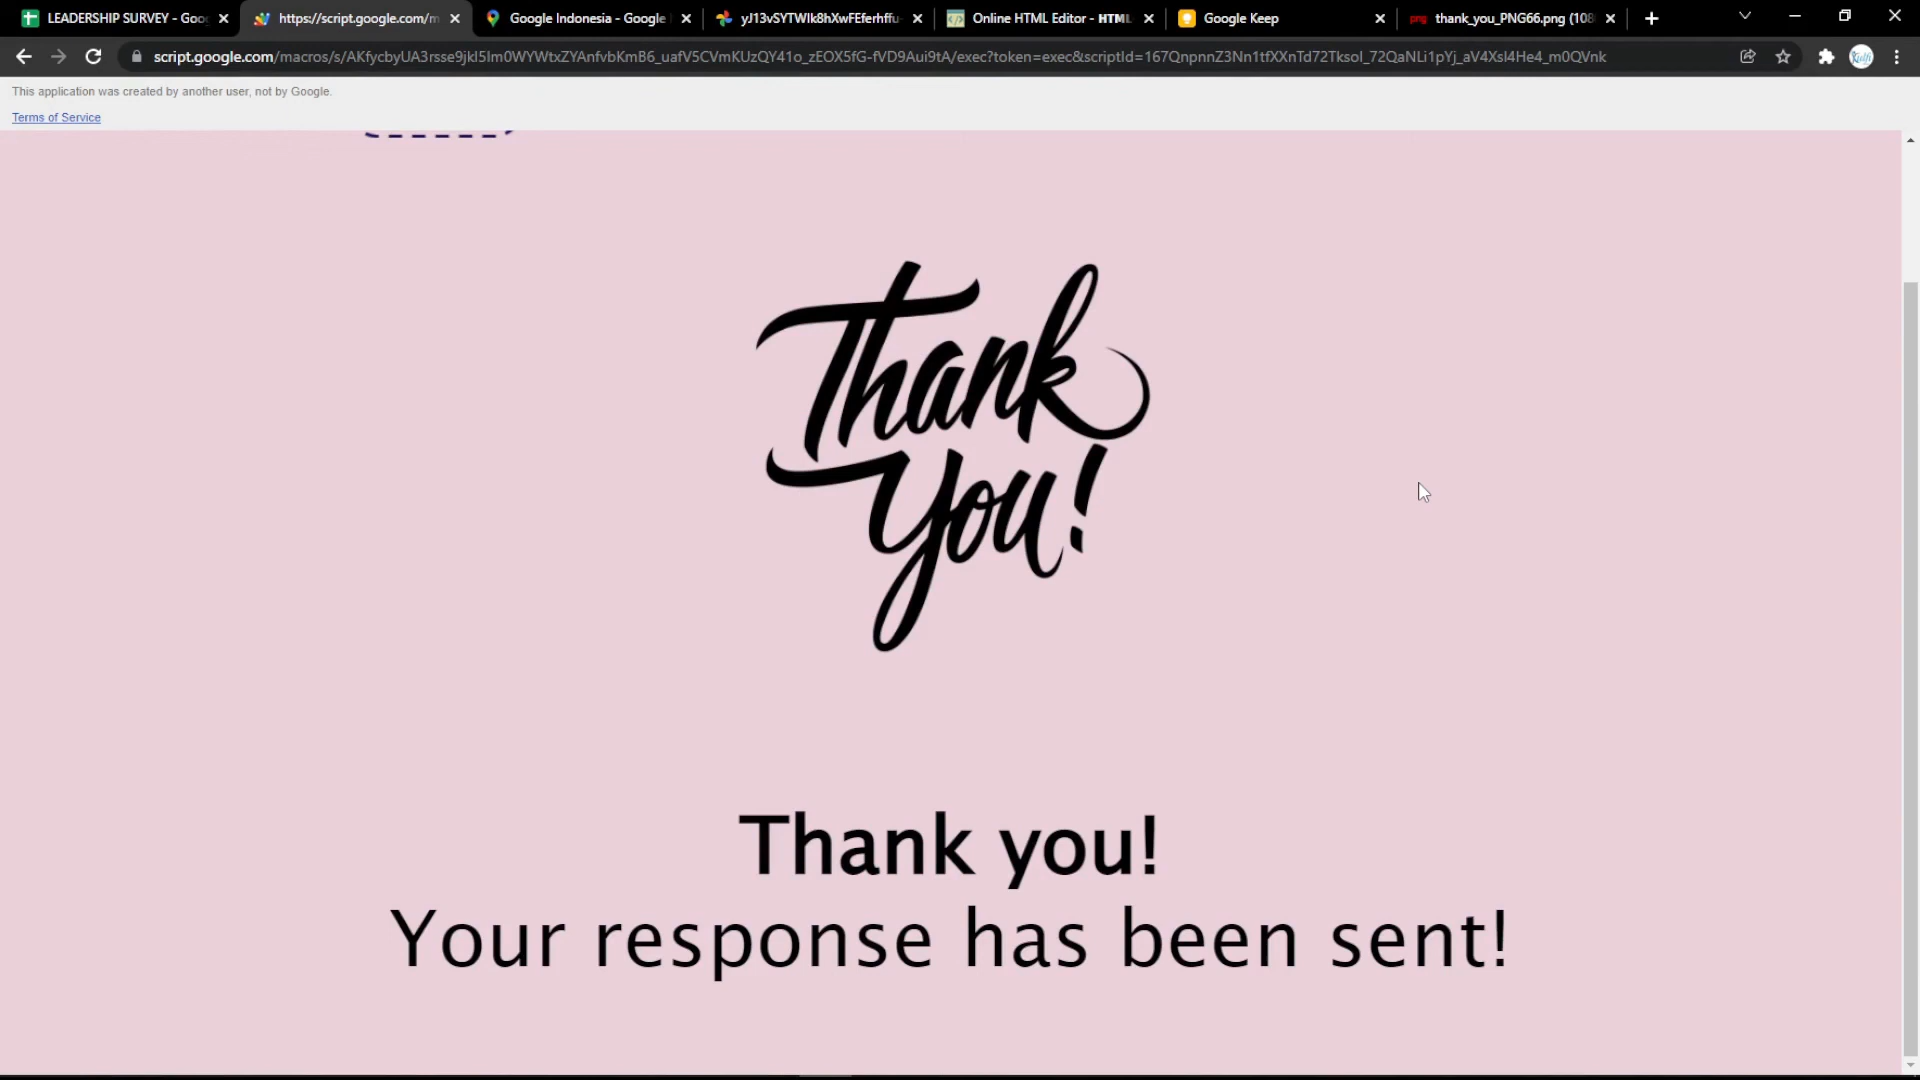 LEADERSHIP SURVEY - Goo
https://script.google.com/m
Google Indonesia - Google
yJ13vSYTWlk8hXwFEferhffu
Online HTML Editor - HTML
Google Keep
thank_you_PNG66.png (108
script.google.com/macros/s/AKfycbyUA3rsse9jkl5Im0WYWtxZYAnfvbKmB6_uafV5CVmKUzQY41o_zEOX5fG-fVD9Aui9tA/exec?token=exec&scriptId=167QnpnnZ3Nn1tfXXnTd72Tksol_72QaNLi1pYj_aV4Xsl4He4_m0QVnk
This application was created by another user, not by Google.
Terms of Service
Thank
you!
Thank you!
Your response has been sent!